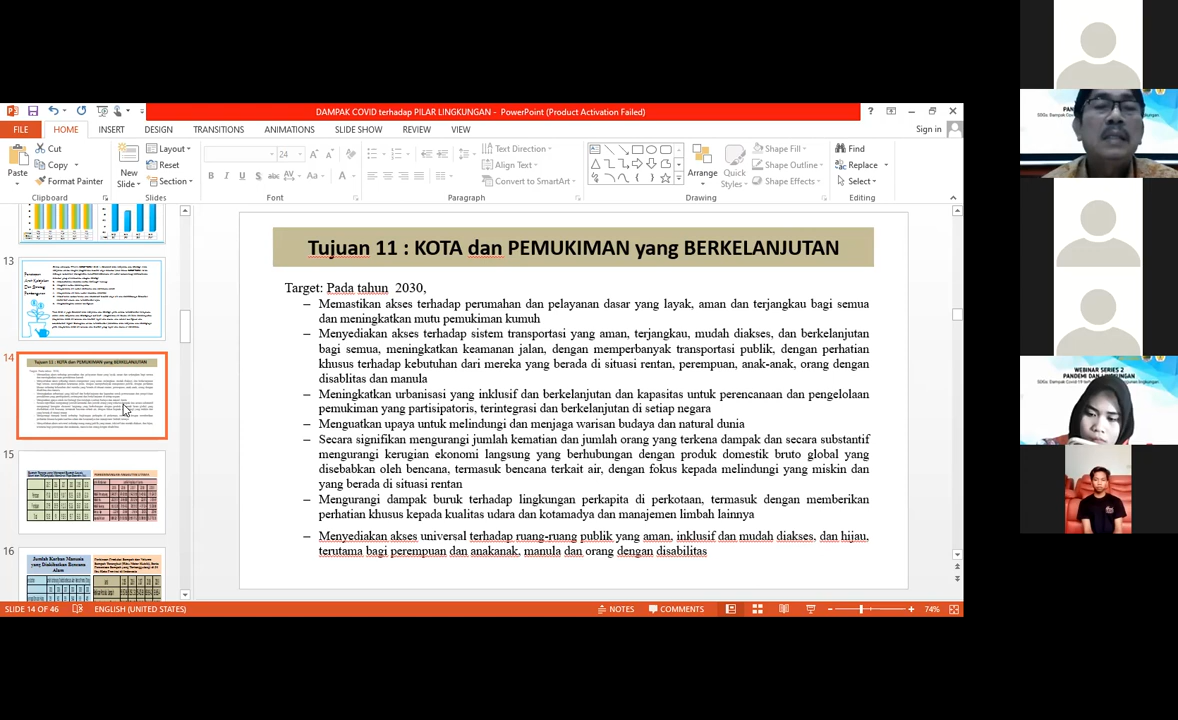 DAMPAK COVID terhadap PILAR LINGKUNGAN - PowerPoint (Product Activation Failed)
FILE HOME INSERT DESIGN TRANSITIONS ANIMATIONS SLIDE SHOW REVIEW VIEW Sign in
Paste
Cut
Copy
Format Painter
Clipboard
New
Slide
Layout
Reset
Section
Slides
24
B I U S abc AV Aa A
Font
Text Direction
Align Text
Convert to SmartArt
Paragraph
Arrange
Quick
Styles
Shape Fill
Shape Outline
Shape Effects
Drawing
Find
Replace
Select
Editing
13
14
15
16
Jumlah Korban Manusia
yang Diakibatkan Bencana
Alam
Tujuan 11 : KOTA dan PEMUKIMAN yang BERKELANJUTAN
Target: Pada tahun 2030,
– Memastikan akses terhadap perumahan dan pelayanan dasar yang layak, aman dan terjangkau bagi semua
dan meningkatkan mutu pemukiman kumuh
– Menyediakan akses terhadap sistem transportasi yang aman, terjangkau, mudah diakses, dan berkelanjutan
bagi semua, meningkatkan keamanan jalan, dengan memperbanyak transportasi publik, dengan perhatian
khusus terhadap kebutuhan dari mereka yang berada di situasi rentan, perempuan, anak-anak, orang dengan
disablitas dan manula
– Meningkatkan urbanisasi yang inklusif dan berkelanjutan dan kapasitas untuk perencanaan dan pengelolaan
pemukiman yang partisipatoris, terintegrasi dan berkelanjutan di setiap negara
– Menguatkan upaya untuk melindungi dan menjaga warisan budaya dan natural dunia
– Secara signifikan mengurangi jumlah kematian dan jumlah orang yang terkena dampak dan secara substantif
mengurangi kerugian ekonomi langsung yang berhubungan dengan produk domestik bruto global yang
disebabkan oleh bencana, termasuk bencana terkait air, dengan fokus kepada melindungi yang miskin dan
yang berada di situasi rentan
– Mengurangi dampak buruk terhadap lingkungan perkapita di perkotaan, termasuk dengan memberikan
perhatian khusus kepada kualitas udara dan kotamadya dan manajemen limbah lainnya
– Menyediakan akses universal terhadap ruang-ruang publik yang aman, inklusif dan mudah diakses, dan hijau,
terutama bagi perempuan dan anakanak, manula dan orang dengan disabilitas
SLIDE 14 OF 46 ENGLISH (UNITED STATES) NOTES COMMENTS 74%
WEBINAR SERIES 2
PANDEMI DAN LINGKUNGAN